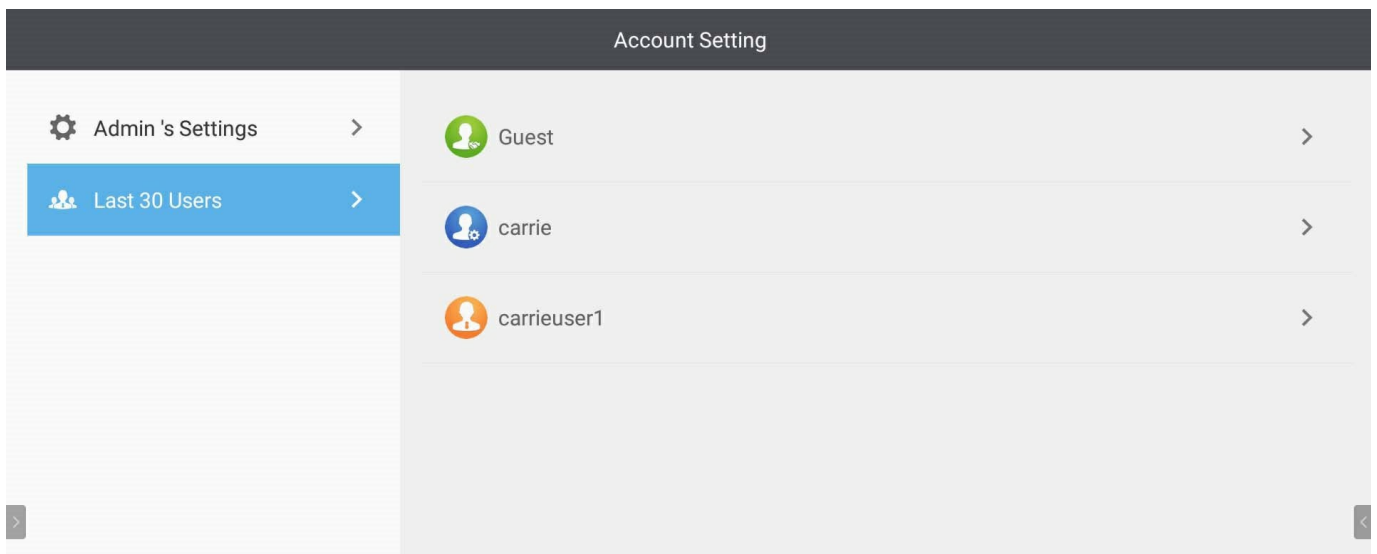 Account Setting
Admin 's Settings
Last 30 Users
Guest
carrie
carrieuser1